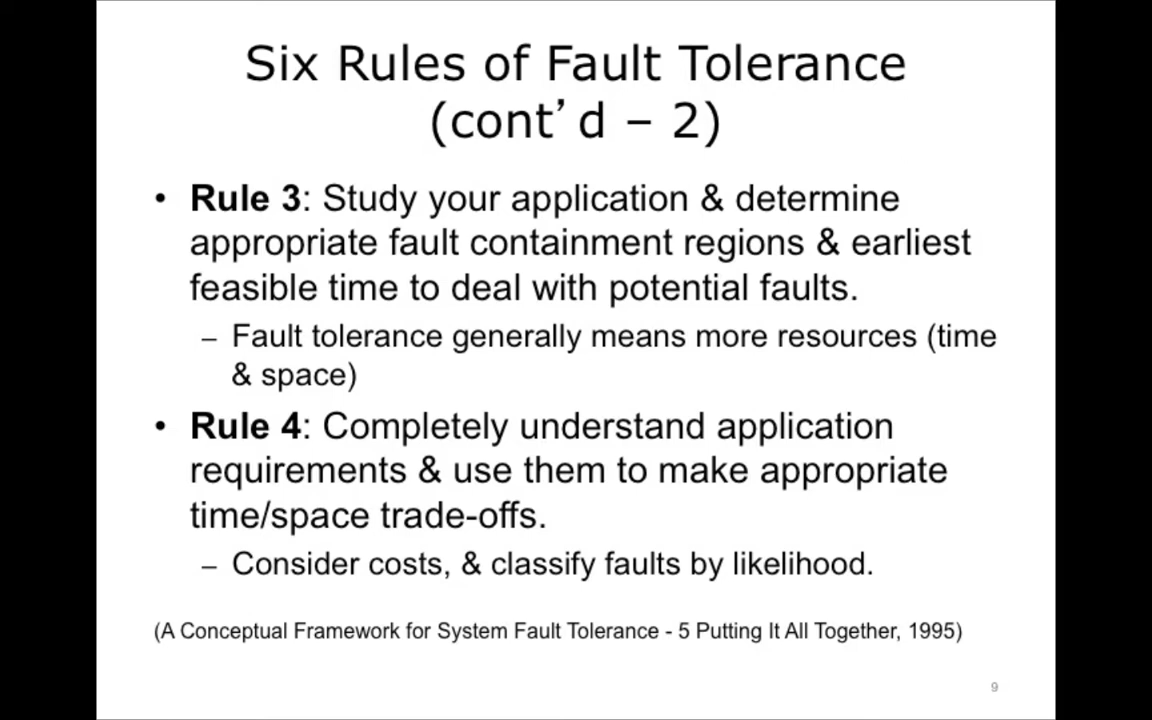 Six Rules of Fault Tolerance
(cont’d – 2)
• Rule 3: Study your application & determine
appropriate fault containment regions & earliest
feasible time to deal with potential faults.
– Fault tolerance generally means more resources (time
& space)
• Rule 4: Completely understand application
requirements & use them to make appropriate
time/space trade-offs.
– Consider costs, & classify faults by likelihood.
(A Conceptual Framework for System Fault Tolerance - 5 Putting It All Together, 1995)
9